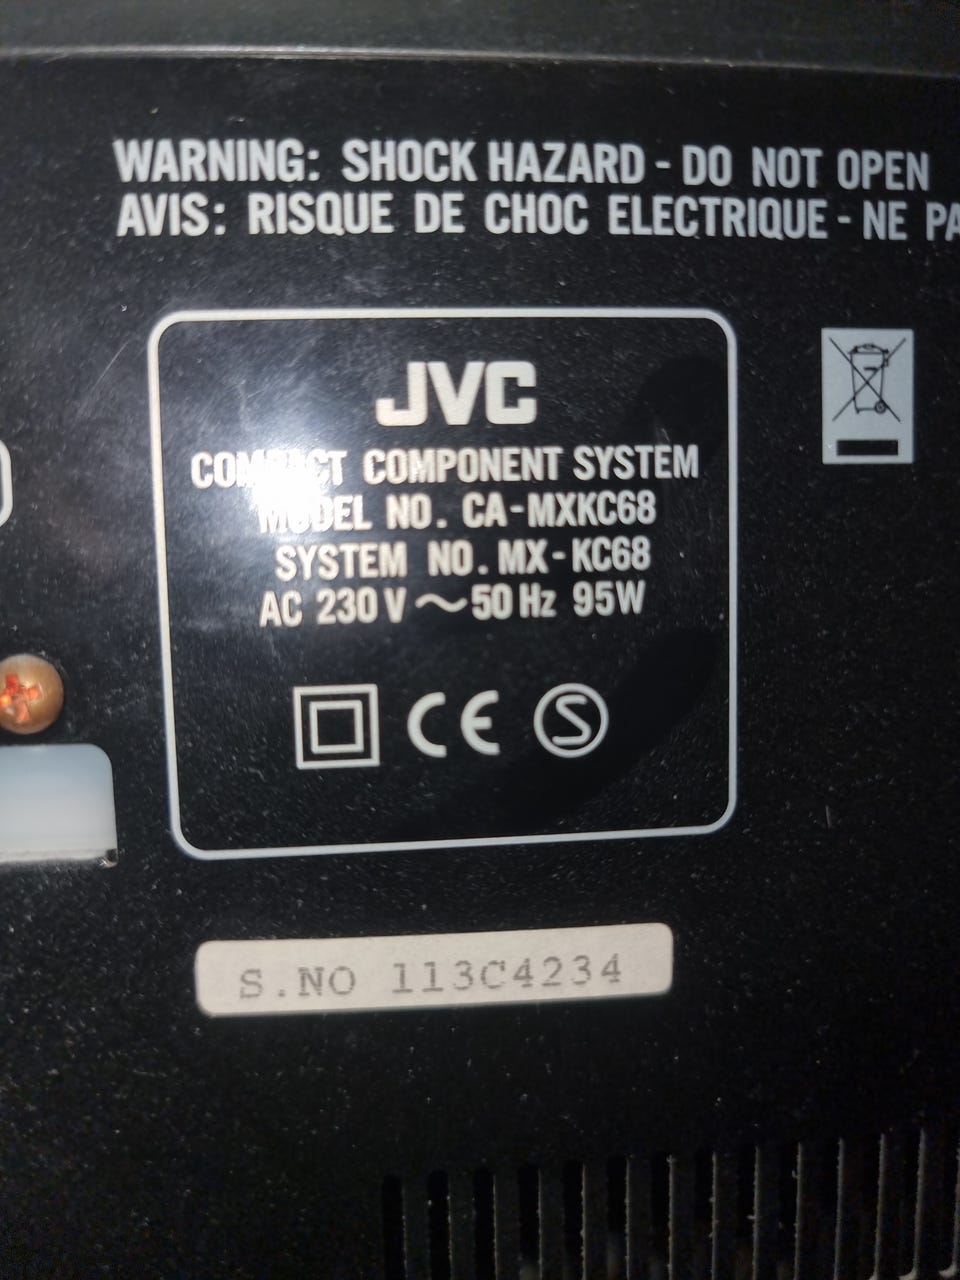 WARNING: SHOCK HAZARD - DO NOT OPEN
AVIS: RISQUE DE CHOC ELECTRIQUE - NE
JVC
COMPACT COMPONENT SYSTEM
MODEL NO. CA-MXKC68
SYSTEM NO. MX-KC68
AC 230 V ~ 50 Hz 95W
CE S
S.NO 113C4234